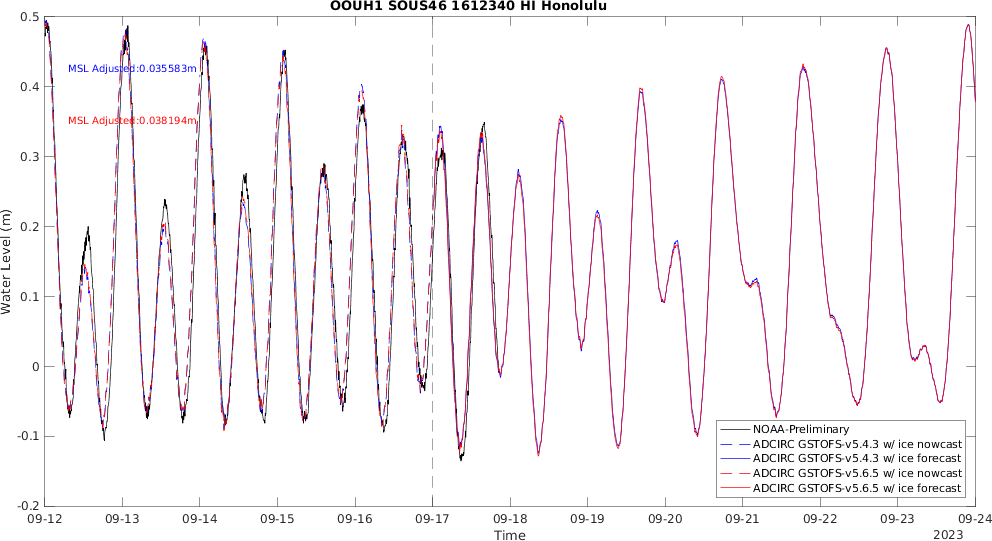 OOUH1 SOUS46 1612340 HI Honolulu
0.5
0.4
0.3
0.2
0.1
0
-0.1
-0.2
Water Level (m)
MSL Adjusted:0.035583m
MSL Adjusted:0.038194m
NOAA-Preliminary
ADCIRC GSTOFS-v5.4.3 w/ ice nowcast
ADCIRC GSTOFS-v5.4.3 w/ ice forecast
ADCIRC GSTOFS-v5.6.5 w/ ice nowcast
ADCIRC GSTOFS-v5.6.5 w/ ice forecast
09-12 09-13 09-14 09-15 09-16 09-17 09-18 09-19 09-20 09-21 09-22 09-23 09-24
Time
2023